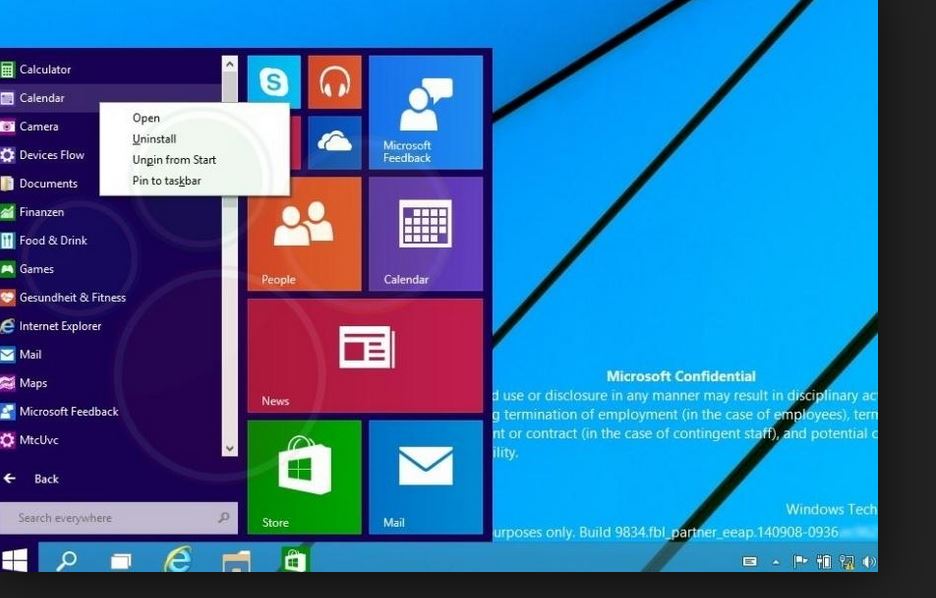 Calculator
Calendar
Camera
Devices Flow
Documents
Finanzen
Food & Drink
Games
Gesundheit & Fitness
Internet Explorer
Mail
Maps
Microsoft Feedback
MtcUvc
Back
Search everywhere
Open
Uninstall
Unpin from Start
Pin to taskbar
Microsoft
Feedback
People
Calendar
News
Store
Mail
Microsoft Confidential
d use or disclosure in any manner may result in disciplinary ac
g termination of employment (in the case of employees), term
nt or contract (in the case of contingent staff), and potential c
ility.
Windows Tech
urposes only. Build 9834.fbl_partner_eeap.140908-0936